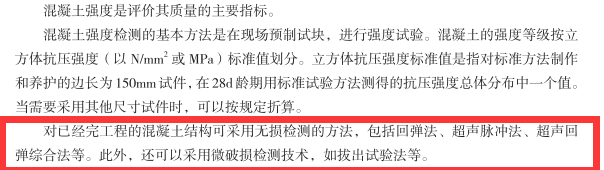 混凝土强度是评价其质量的主要指标。
混凝土强度检测的基本方法是在现场预制试块，进行强度试验。混凝土的强度等级按立
方体抗压强度（以 N/mm² 或 MPa）标准值划分。立方体抗压强度标准值是指对标准方法制作
和养护的边长为 150mm 试件，在 28d 龄期用标准试验方法测得的抗压强度总体分布中一个值。
当需要采用其他尺寸试件时，可以按规定折算。
对已经完工程的混凝土结构可采用无损检测的方法，包括回弹法、超声脉冲法、超声回
弹综合法等。此外，还可以采用微破损检测技术，如拔出试验法等。